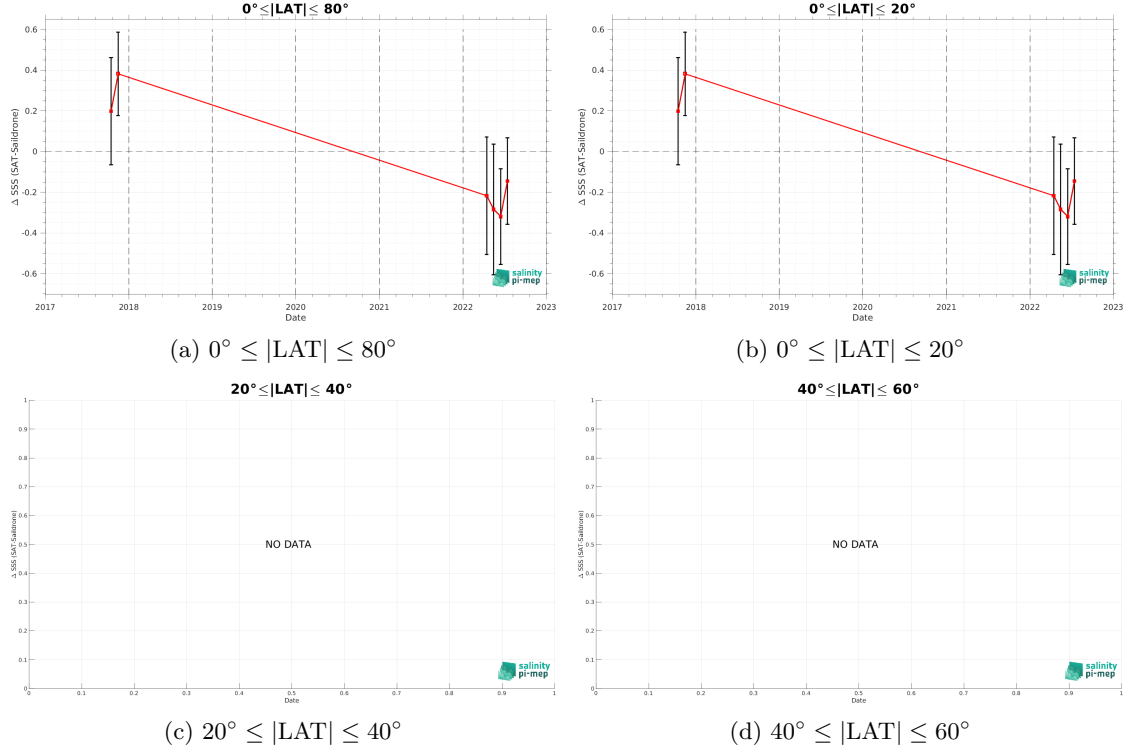 0°≤|LAT|≤ 80°
Δ SSS (SAT-Saildrone)
0.6
0.4
0.2
0
-0.2
-0.4
-0.6
2017 2018 2019 2020 2021 2022 2023
Date
salinity
pi-mep
(a) 0° ≤ |LAT| ≤ 80°
0°≤|LAT|≤ 20°
Δ SSS (SAT-Saildrone)
0.6
0.4
0.2
0
-0.2
-0.4
-0.6
2017 2018 2019 2020 2021 2022 2023
Date
salinity
pi-mep
(b) 0° ≤ |LAT| ≤ 20°
20°≤|LAT|≤ 40°
Δ SSS (SAT-Saildrone)
1
0.9
0.8
0.7
0.6
0.5
0.4
0.3
0.2
0.1
0
NO DATA
0 0.1 0.2 0.3 0.4 0.5 0.6 0.7 0.8 0.9 1
Date
salinity
pi-mep
(c) 20° ≤ |LAT| ≤ 40°
40°≤|LAT|≤ 60°
Δ SSS (SAT-Saildrone)
1
0.9
0.8
0.7
0.6
0.5
0.4
0.3
0.2
0.1
0
NO DATA
0 0.1 0.2 0.3 0.4 0.5 0.6 0.7 0.8 0.9 1
Date
salinity
pi-mep
(d) 40° ≤ |LAT| ≤ 60°